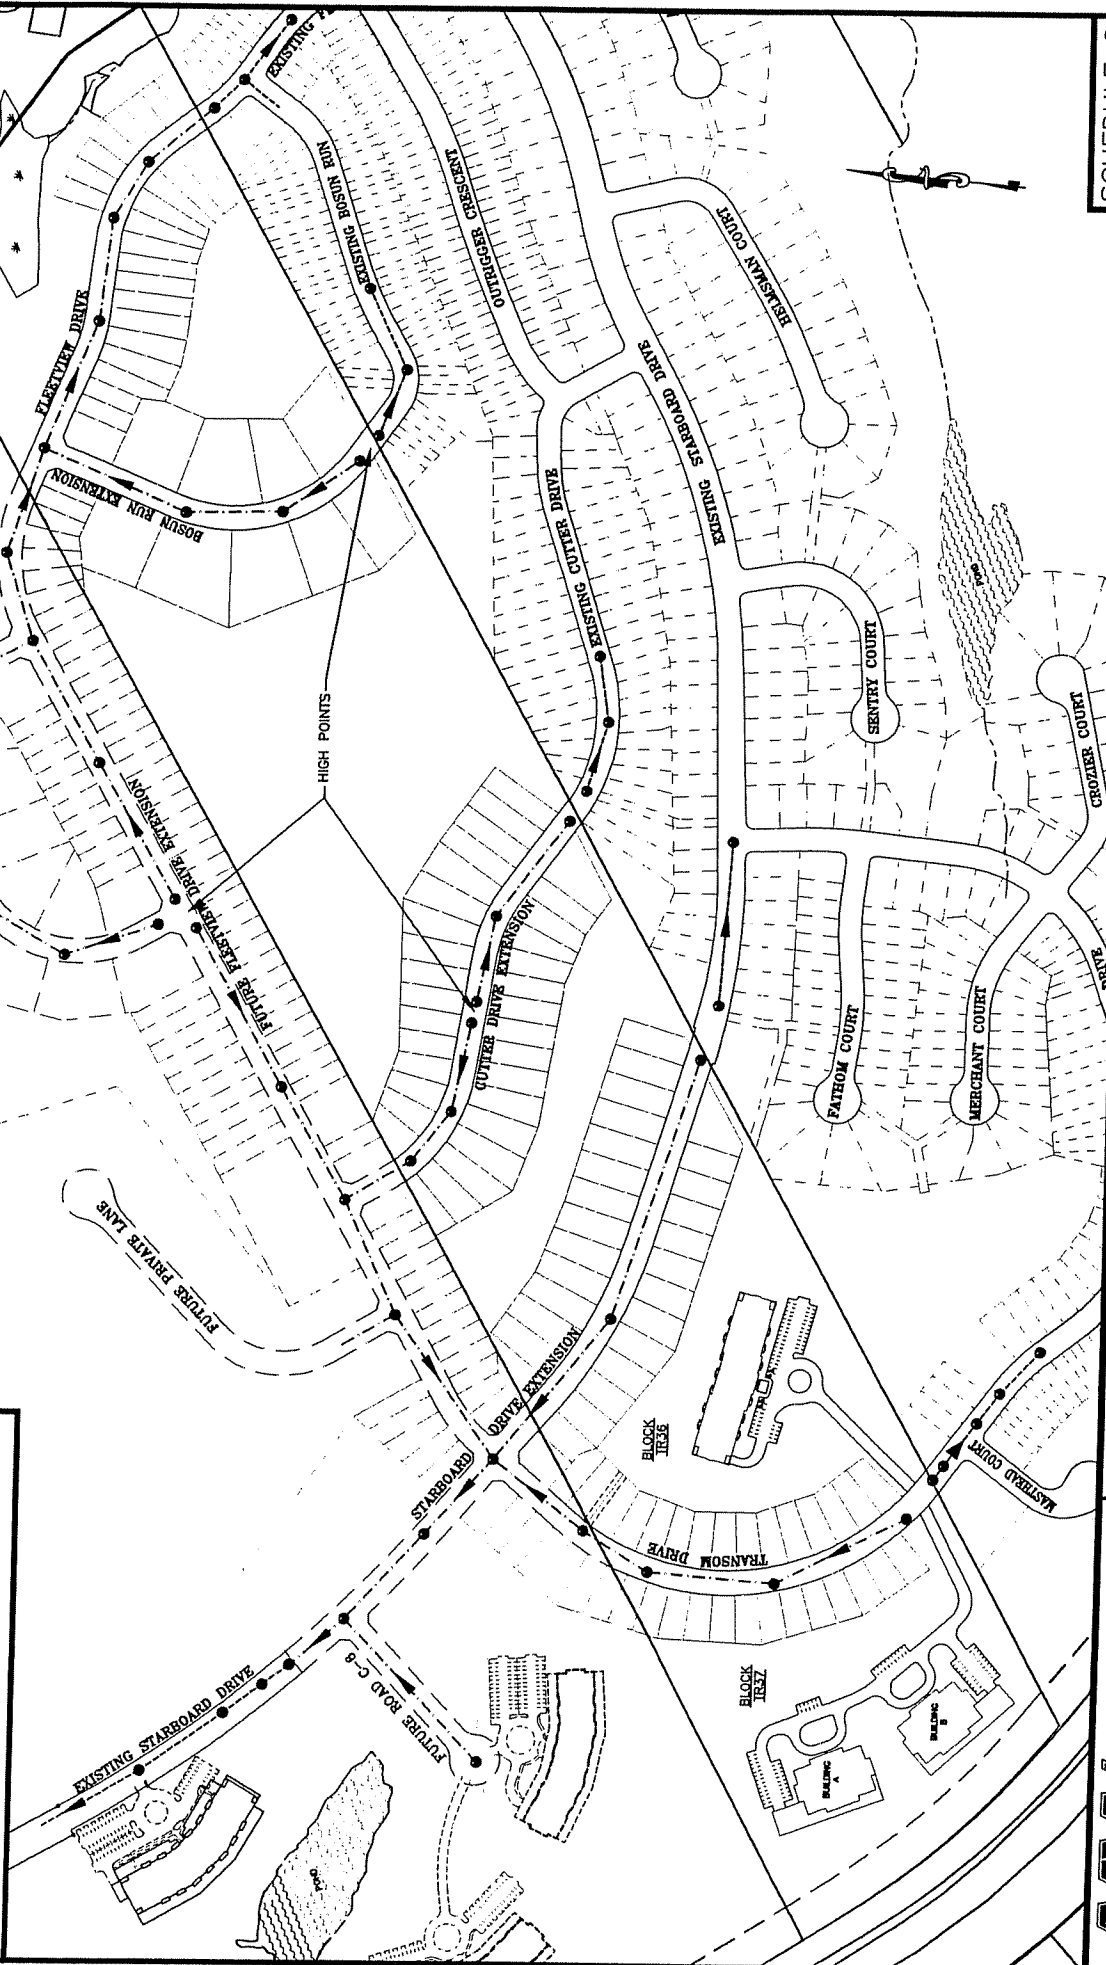 EXISTING
FLEETVIEW DRIVE
EXISTING BOSUN RUN
OUTRIGGER CRESCENT
HELMSMAN COURT
BOSUN RUN EXTENSION
EXISTING STARBOARD DRIVE
EXISTING CUTTER DRIVE
POND
SENTRY COURT
CROZIER COURT
HIGH POINTS
FUTURE FLEETVIEW DRIVE EXTENSION
CUTTER DRIVE EXTENSION
FATHOM COURT
MERCHANT COURT
DRIVE
FUTURE PRIVATE LANE
STARBOARD DRIVE EXTENSION
BLOCK
TR36
MASTHEAD COURT
TRANSOM DRIVE
BLOCK
TR37
BUILDING
B
BUILDING
A
EXISTING STARBOARD DRIVE
FUTURE ROAD C-6
POND